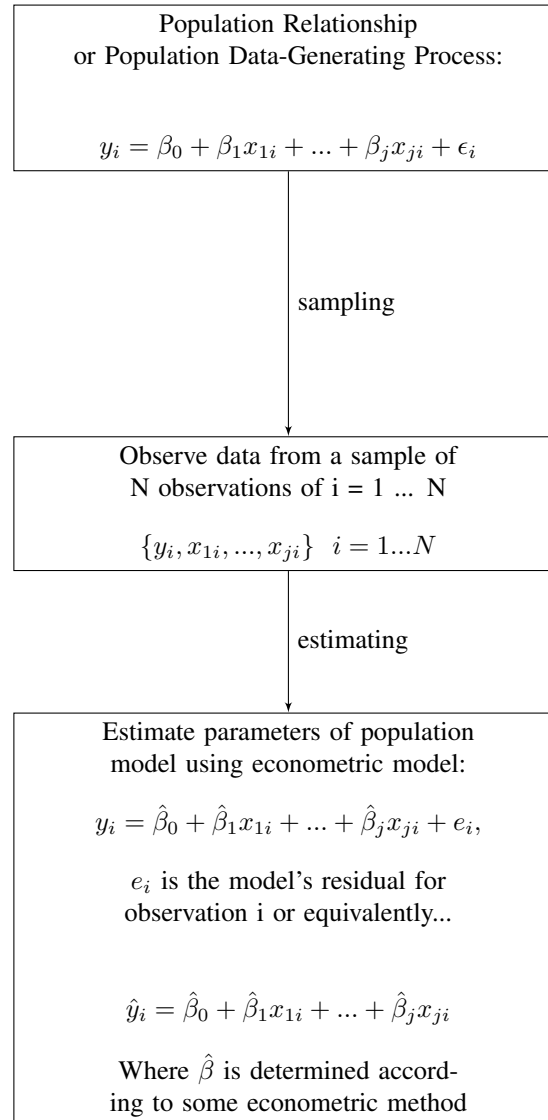 Population Relationship
or Population Data-Generating Process:
y_i = β_0 + β_1x_{1i} + ... + β_jx_{ji} + ϵ_i
sampling
Observe data from a sample of
N observations of i = 1 ... N
{y_i, x_{1i}, ..., x_{ji}} i = 1...N
estimating
Estimate parameters of population
model using econometric model:
y_i = β̂_0 + β̂_1x_{1i} + ... + β̂_jx_{ji} + e_i,
e_i is the model's residual for
observation i or equivalently...
ŷ_i = β̂_0 + β̂_1x_{1i} + ... + β̂_jx_{ji}
Where β̂ is determined accord-
ing to some econometric method